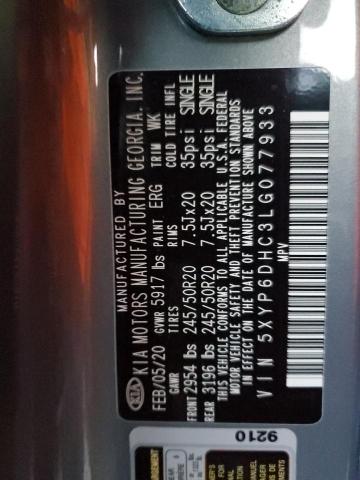 MANUFACTURED BY
KIA KIA MOTORS MANUFACTURING GEORGIA, INC.
FEB/05/20 GVWR 5917 lbs PAINT ERG TRIM WK
GAWR TIRES RIMS COLD TIRE INFL
FRONT 2954 lbs 245/50R20 7.5Jx20 35psi SINGLE
REAR 3196 lbs 245/50R20 7.5Jx20 35psi SINGLE
THIS VEHICLE CONFORMS TO ALL APPLICABLE U.S.A. FEDERAL
MOTOR VEHICLE SAFETY AND THEFT PREVENTION STANDARDS
IN EFFECT ON THE DATE OF MANUFACTURE SHOWN ABOVE
VIN 5XYP6DHC3LG077933
MPV
9210